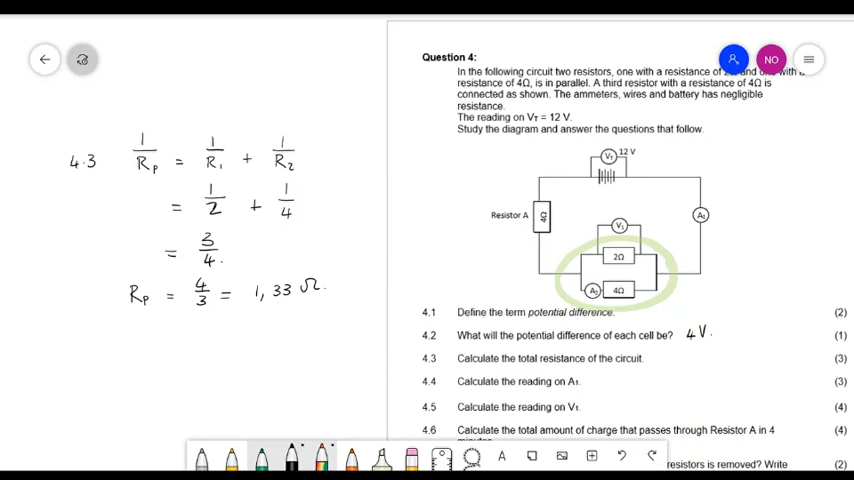 Question 4:
In the following circuit two resistors, one with a resistance of and with a
resistance of 4Ω, is in parallel. A third resistor with a resistance of 4Ω is
connected as shown. The ammeters, wires and battery has negligible
resistance.
The reading on VT = 12 V.
Study the diagram and answer the questions that follow.
NO
4.3 1/Rp = 1/R1 + 1/R2
= 1/2 + 1/4
= 3/4.
Rp = 4/3 = 1,33 Ω.
VT 12 V
Resistor A 4Ω
A1
V1
2Ω
A2 4Ω
4.1 Define the term potential difference. (2)
4.2 What will the potential difference of each cell be? 4V. (1)
4.3 Calculate the total resistance of the circuit. (3)
4.4 Calculate the reading on A1. (3)
4.5 Calculate the reading on V1. (4)
4.6 Calculate the total amount of charge that passes through Resistor A in 4 (4)
resistors is removed? Write (2)
A